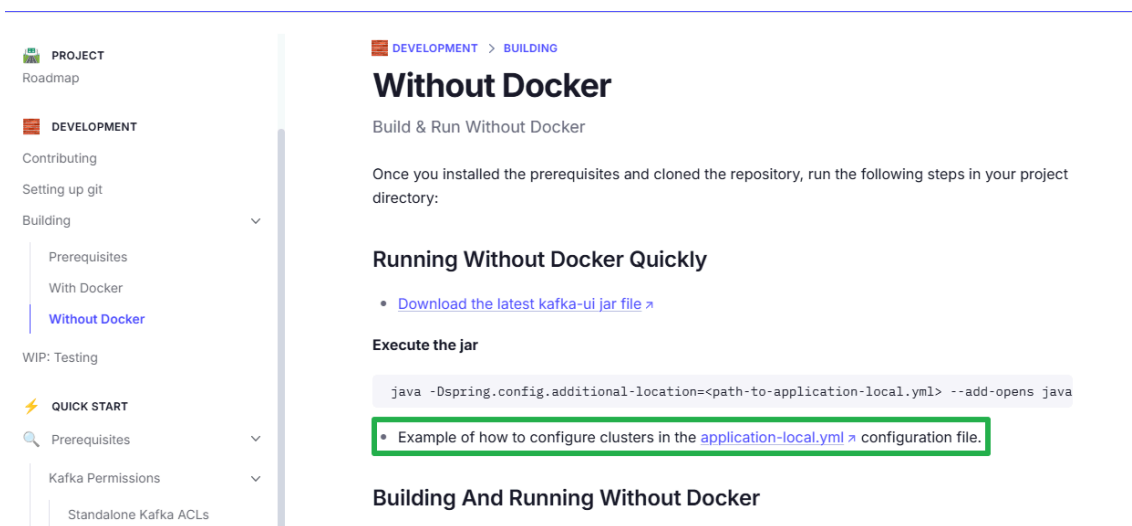 PROJECT
Roadmap
DEVELOPMENT
Contributing
Setting up git
Building
Prerequisites
With Docker
Without Docker
WIP: Testing
QUICK START
Prerequisites
Kafka Permissions
Standalone Kafka ACLs
DEVELOPMENT > BUILDING
Without Docker
Build & Run Without Docker
Once you installed the prerequisites and cloned the repository, run the following steps in your project
directory:
Running Without Docker Quickly
• Download the latest kafka-ui jar file ↗
Execute the jar
java -Dspring.config.additional-location=<path-to-application-local.yml> --add-opens java
• Example of how to configure clusters in the application-local.yml ↗ configuration file.
Building And Running Without Docker